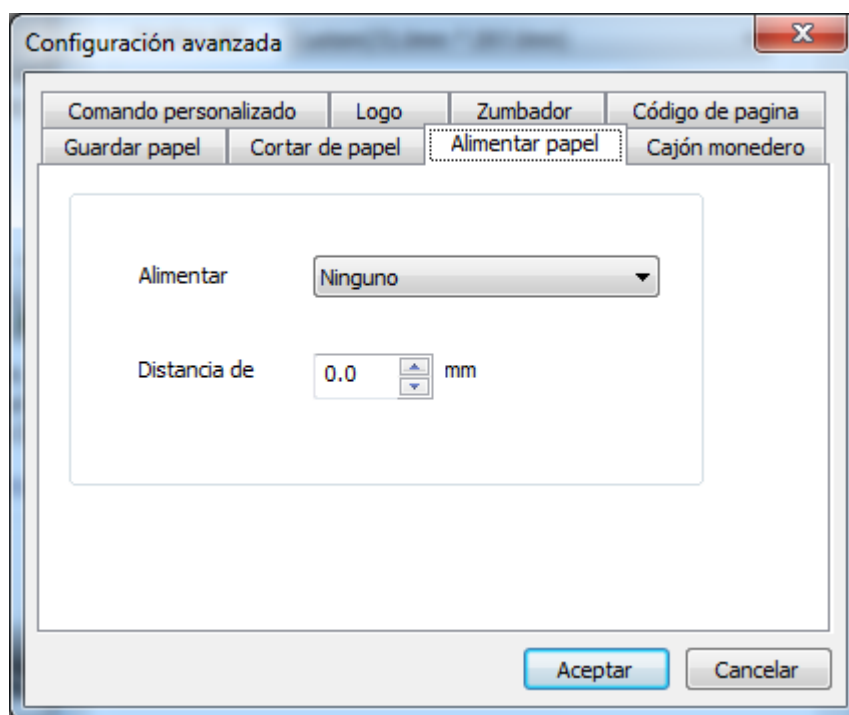 Configuración avanzada
Comando personalizado Logo Zumbador Código de pagina
Guardar papel Cortar de papel Alimentar papel Cajón monedero
Alimentar Ninguno
Distancia de 0.0 mm
Aceptar Cancelar